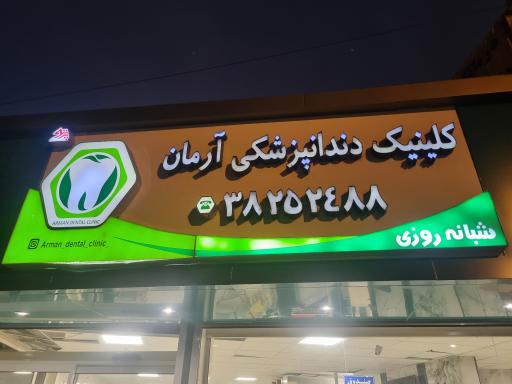 کلینیک دندانپزشکی آرمان
۳۸۲۵۲۴۸۸
شبانه روزی
ARMAN DENTAL CLINIC
Arman_dental_clinic